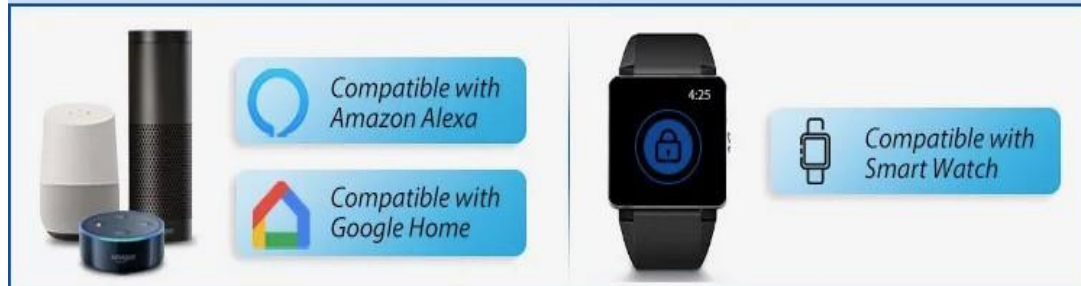 Compatible with
Amazon Alexa
Compatible with
Google Home
4:25
Compatible with
Smart Watch